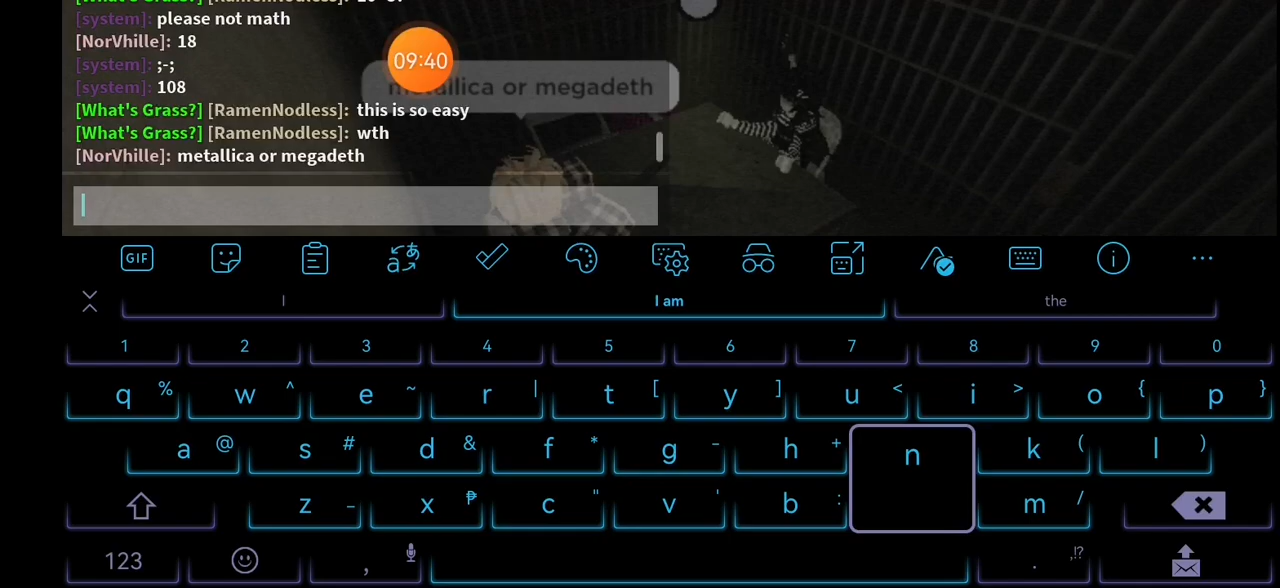 [system]: please not math
[NorVhille]: 18
[system]: ;-;
[system]: 108
[What's Grass?] [RamenNodless]: this is so easy
[What's Grass?] [RamenNodless]: wth
[NorVhille]: metallica or megadeth
09:40
or megadeth
GIF
I
I am
the
1 2 3 4 5 6 7 8 9 0
q % w ^ e ~ r | t [ y ] u < i > o { p }
a @ s # d & f * g - h + k ( l )
z _ x ₱ c " v ' b : n m /
123 , . ,!?